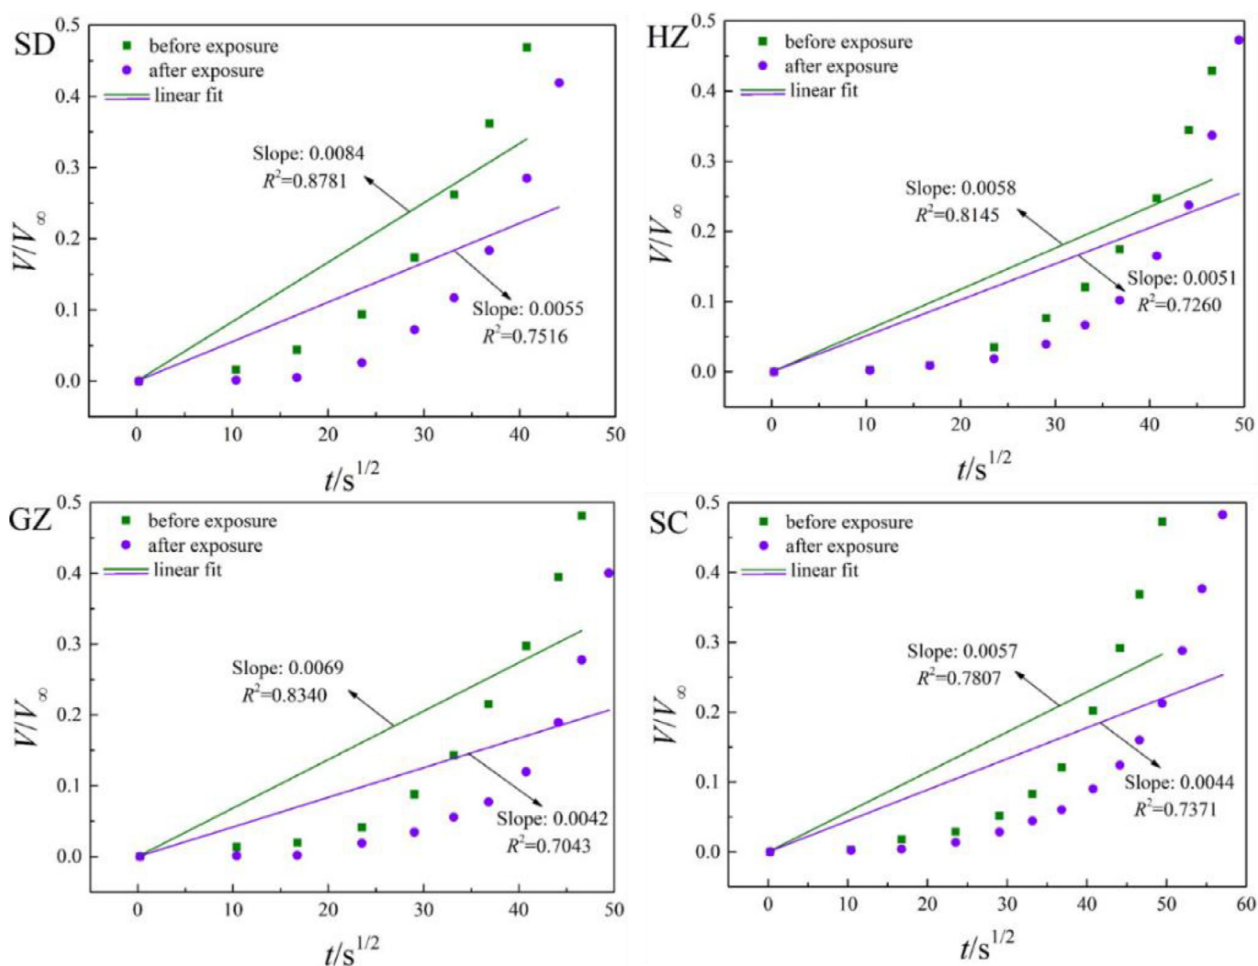 SD
before exposure
after exposure
linear fit
Slope: 0.0084
R²=0.8781
Slope: 0.0055
R²=0.7516
0.5
0.4
0.3
0.2
0.1
0.0
V/V∞
0 10 20 30 40 50
t/s^1/2
HZ
before exposure
after exposure
linear fit
Slope: 0.0058
R²=0.8145
Slope: 0.0051
R²=0.7260
0.5
0.4
0.3
0.2
0.1
0.0
V/V∞
0 10 20 30 40 50
t/s^1/2
GZ
before exposure
after exposure
linear fit
Slope: 0.0069
R²=0.8340
Slope: 0.0042
R²=0.7043
0.5
0.4
0.3
0.2
0.1
0.0
V/V∞
0 10 20 30 40 50
t/s^1/2
SC
before exposure
after exposure
linear fit
Slope: 0.0057
R²=0.7807
Slope: 0.0044
R²=0.7371
0.5
0.4
0.3
0.2
0.1
0.0
V/V∞
0 10 20 30 40 50 60
t/s^1/2